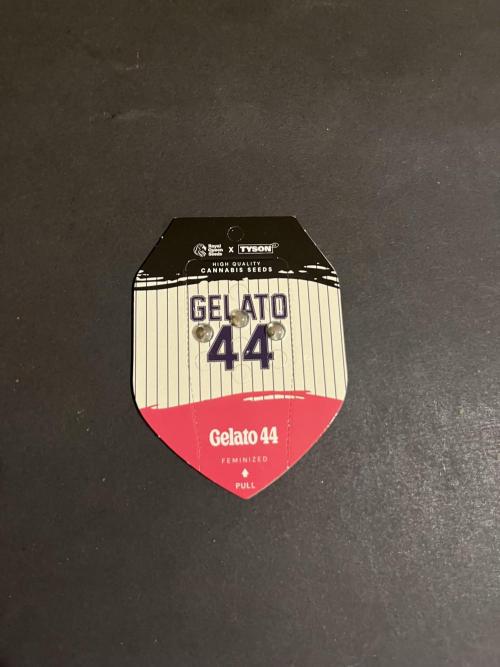 Royal Queen Seeds X TYSON
HIGH QUALITY
CANNABIS SEEDS
GELATO
44
Gelato 44
FEMINIZED
PULL